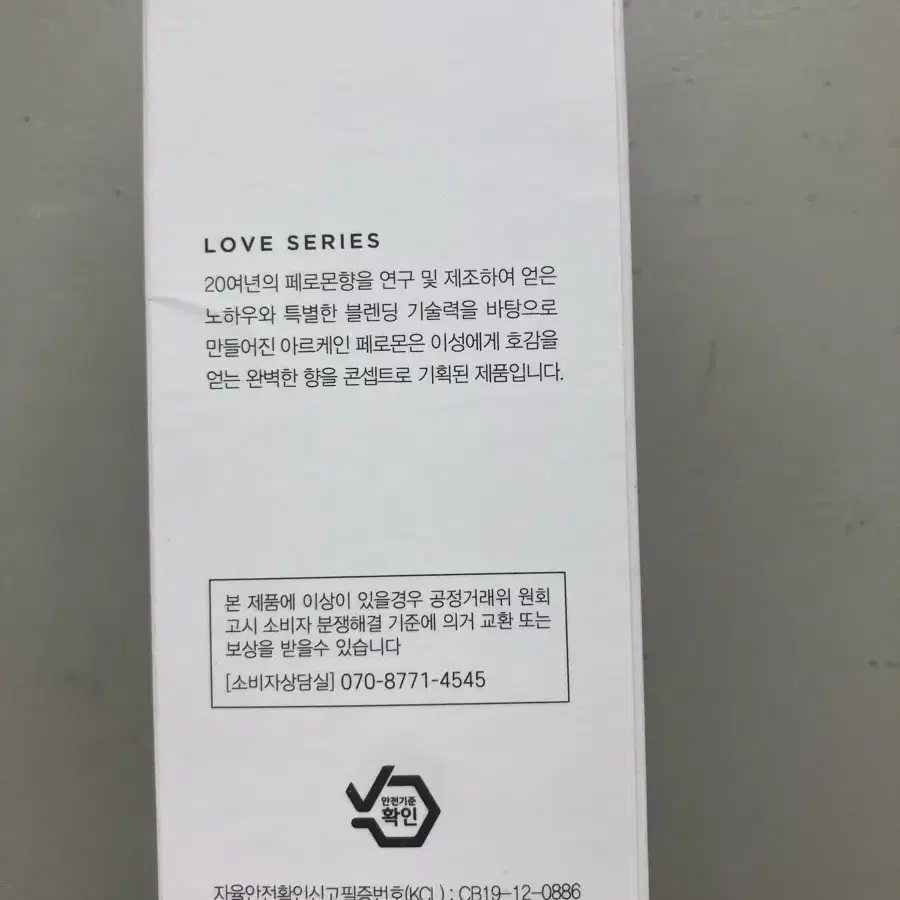 LOVE SERIES
20여년의 페로몬향을 연구 및 제조하여 얻은
노하우와 특별한 블렌딩 기술력을 바탕으로
만들어진 아르케인 페로몬은 이성에게 호감을
얻는 완벽한 향을 콘셉트로 기획된 제품입니다.
본 제품에 이상이 있을경우 공정거래위 원회
고시 소비자 분쟁해결 기준에 의거 교환 또는
보상을 받을수 있습니다
[소비자상담실] 070-8771-4545
안전기준
확인
자율안전확인신고필증번호(KCL) : CB19-12-0886